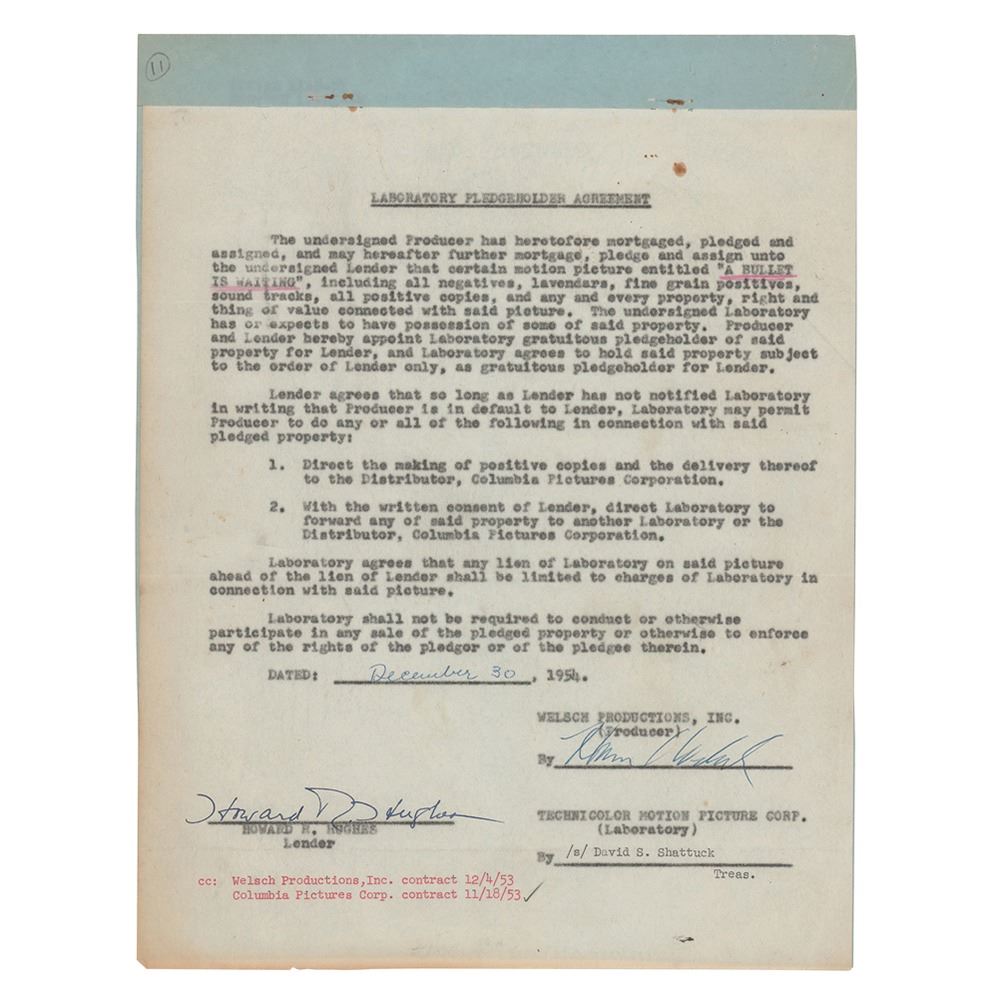 11
LABORATORY PLEDGEHOLDER AGREEMENT
The undersigned Producer has heretofore mortgaged, pledged and
assigned, and may hereafter further mortgage, pledge and assign unto
the undersigned Lender that certain motion picture entitled "A BULLET
IS WAITING", including all negatives, lavendars, fine grain positives,
sound tracks, all positive copies, and any and every property, right and
thing of value connected with said picture. The undersigned Laboratory
has or expects to have possession of some of said property. Producer
and Lender hereby appoint Laboratory gratuitous pledgeholder of said
property for Lender, and Laboratory agrees to hold said property subject
to the order of Lender only, as gratuitous pledgeholder for Lender.
Lender agrees that so long as Lender has not notified Laboratory
in writing that Producer is in default to Lender, Laboratory may permit
Producer to do any or all of the following in connection with said
pledged property:
1. Direct the making of positive copies and the delivery thereof
to the Distributor, Columbia Pictures Corporation.
2. With the written consent of Lender, direct Laboratory to
forward any of said property to another Laboratory or the
Distributor, Columbia Pictures Corporation.
Laboratory agrees that any lien of Laboratory on said picture
ahead of the lien of Lender shall be limited to charges of Laboratory in
connection with said picture.
Laboratory shall not be required to conduct or otherwise
participate in any sale of the pledged property or otherwise to enforce
any of the rights of the pledgor or of the pledgee therein.
DATED: December 30, 1954.
WELSCH PRODUCTIONS, INC.
(Producer)
By
Howard R. Hughes
HOWARD R. HUGHES
Lender
TECHNICOLOR MOTION PICTURE CORP.
(Laboratory)
By /s/ David S. Shattuck
Treas.
cc: Welsch Productions,Inc. contract 12/4/53
Columbia Pictures Corp. contract 11/18/53 ✓